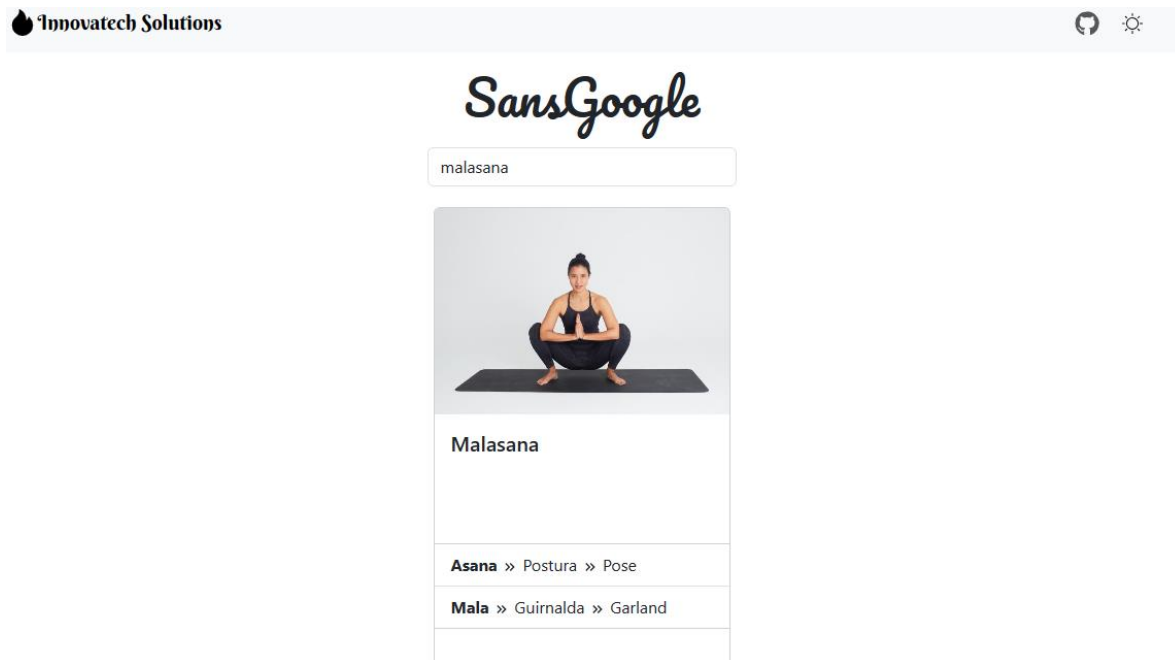 Innovatech Solutions
SansGoogle
malasana
Malasana
Asana » Postura » Pose
Mala » Guirnalda » Garland